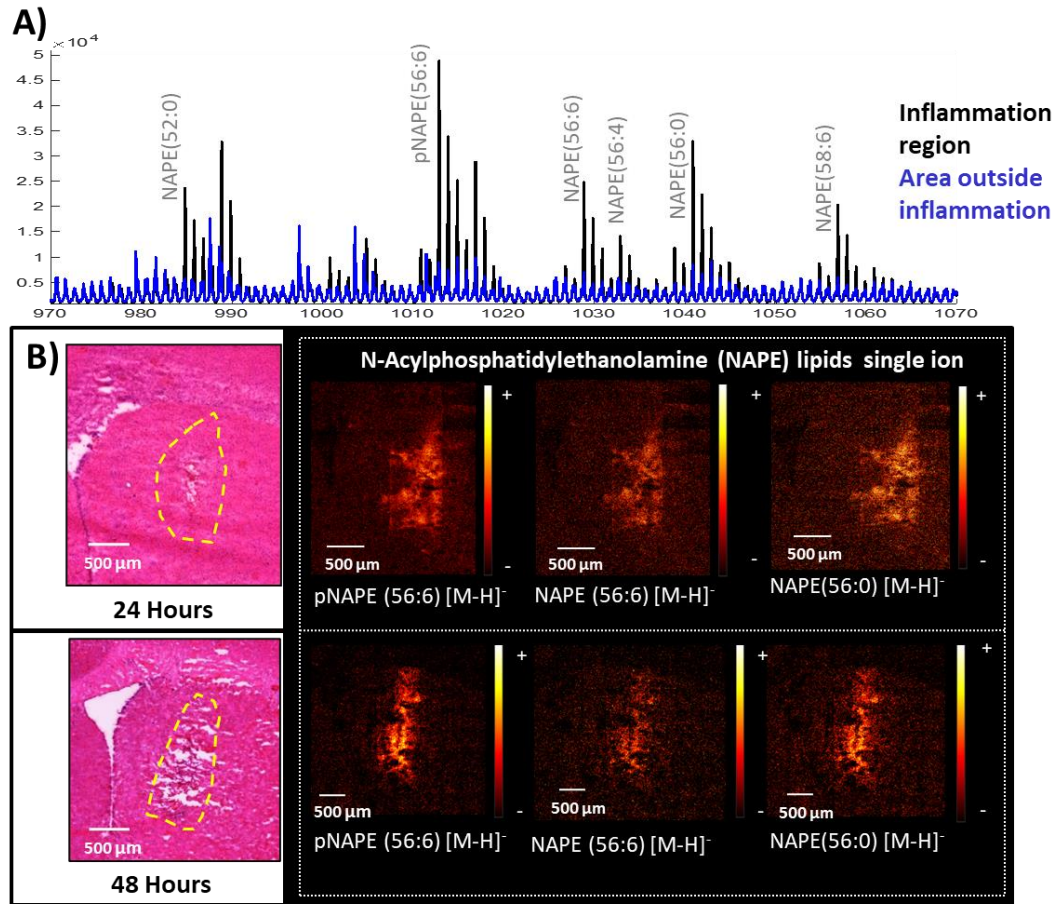 A)
×10⁴
5
4.5
4
3.5
3
2.5
2
1.5
1
0.5
970
980
990
1000
1010
1020
1030
1040
1050
1060
1070
NAPE(52:0)
pNAPE(56:6)
NAPE(56:6)
NAPE(56:4)
NAPE(56:0)
NAPE(58:6)
Inflammation
region
Area outside
inflammation
B)
500 µm
24 Hours
N-Acylphosphatidylethanolamine (NAPE) lipids single ion
+
-
500 µm
pNAPE (56:6) [M-H]⁻
+
-
500 µm
NAPE (56:6) [M-H]⁻
+
-
500 µm
NAPE(56:0) [M-H]⁻
500 µm
48 Hours
+
-
500 µm
pNAPE (56:6) [M-H]⁻
+
-
500 µm
NAPE (56:6) [M-H]⁻
+
-
500 µm
NAPE(56:0) [M-H]⁻